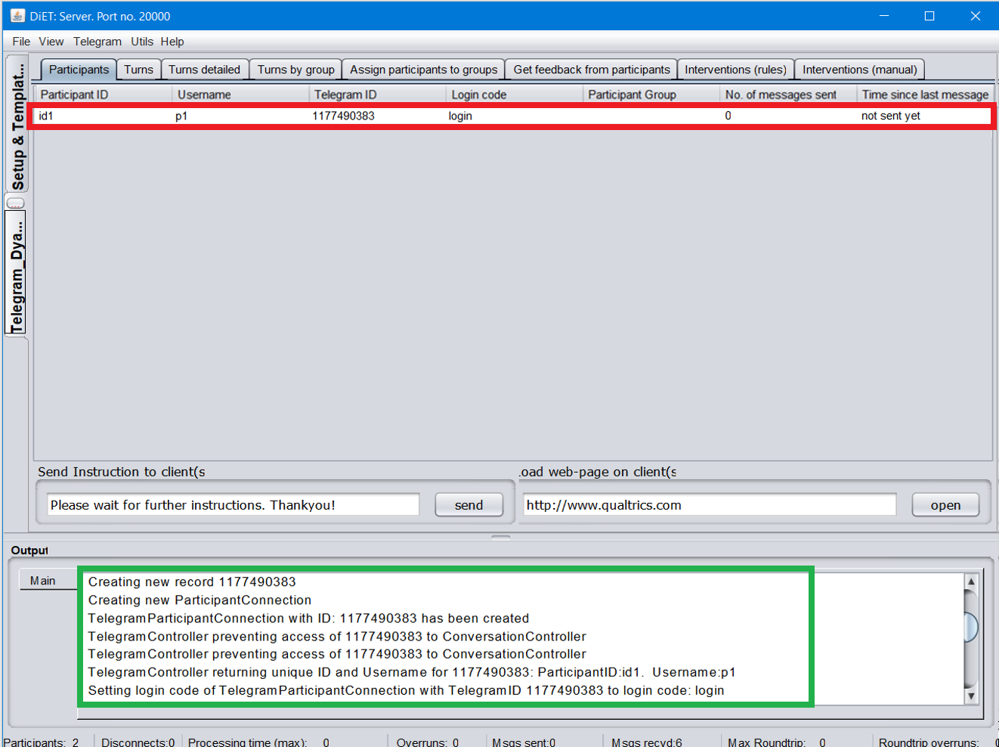 DiET: Server. Port no. 20000
File View Telegram Utils Help
Setup & Templat...
...
Telegram_Dya...
Participants Turns Turns detailed Turns by group Assign participants to groups Get feedback from participants Interventions (rules) Interventions (manual)
Participant ID Username Telegram ID Login code Participant Group No. of messages sent Time since last message
id1 p1 1177490383 login 0 not sent yet
Send Instruction to client(s
Please wait for further instructions. Thankyou! send
oad web-page on client(s
http://www.qualtrics.com open
Output
Main
Creating new record 1177490383
Creating new ParticipantConnection
TelegramParticipantConnection with ID: 1177490383 has been created
TelegramController preventing access of 1177490383 to ConversationController
TelegramController preventing access of 1177490383 to ConversationController
TelegramController returning unique ID and Username for 1177490383: ParticipantID:id1. Username:p1
Setting login code of TelegramParticipantConnection with TelegramID 1177490383 to login code: login
Participants: 2 Disconnects:0 Processing time (max): 0 Overruns: 0 Msgs sent:0 Msgs recvd:6 Max Roundtrip: 0 Roundtrip overruns: